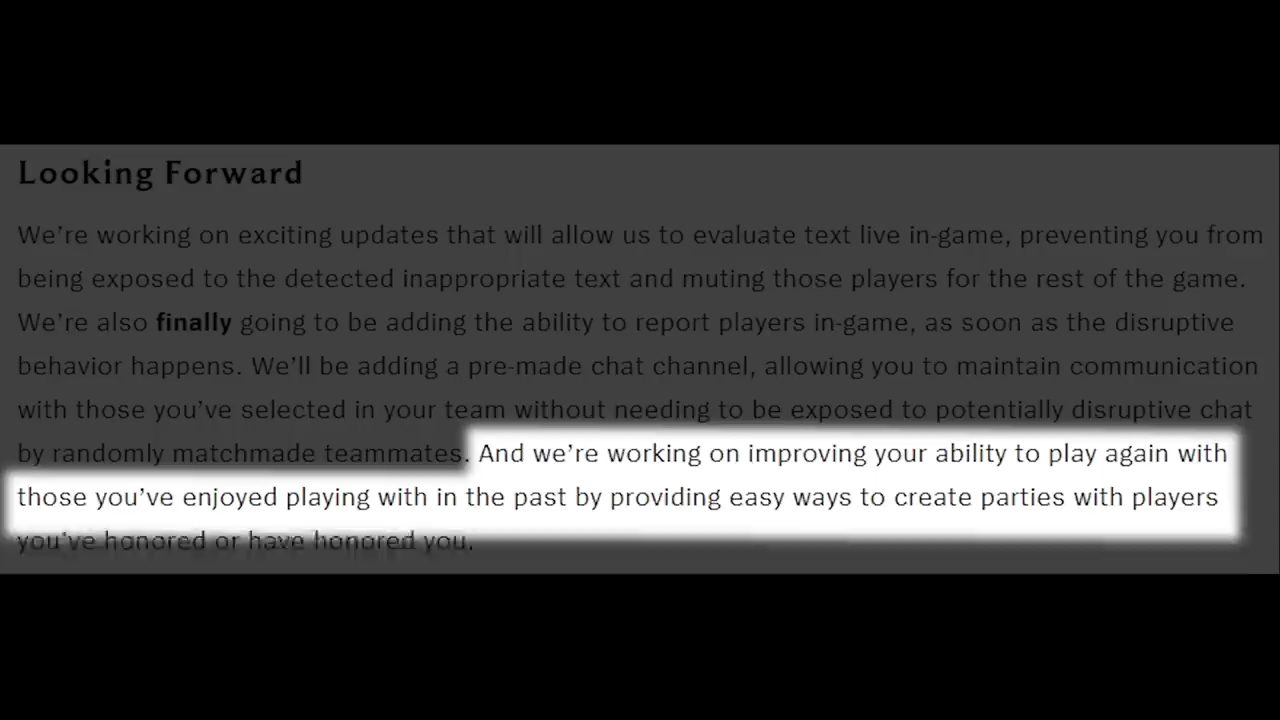 Looking Forward
We're working on exciting updates that will allow us to evaluate text live in-game, preventing you from
being exposed to the detected inappropriate text and muting those players for the rest of the game.
We're also finally going to be adding the ability to report players in-game, as soon as the disruptive
behavior happens. We'll be adding a pre-made chat channel, allowing you to maintain communication
with those you've selected in your team without needing to be exposed to potentially disruptive chat
by randomly matchmade teammates. And we're working on improving your ability to play again with
those you've enjoyed playing with in the past by providing easy ways to create parties with players
you've honored or have honored you.